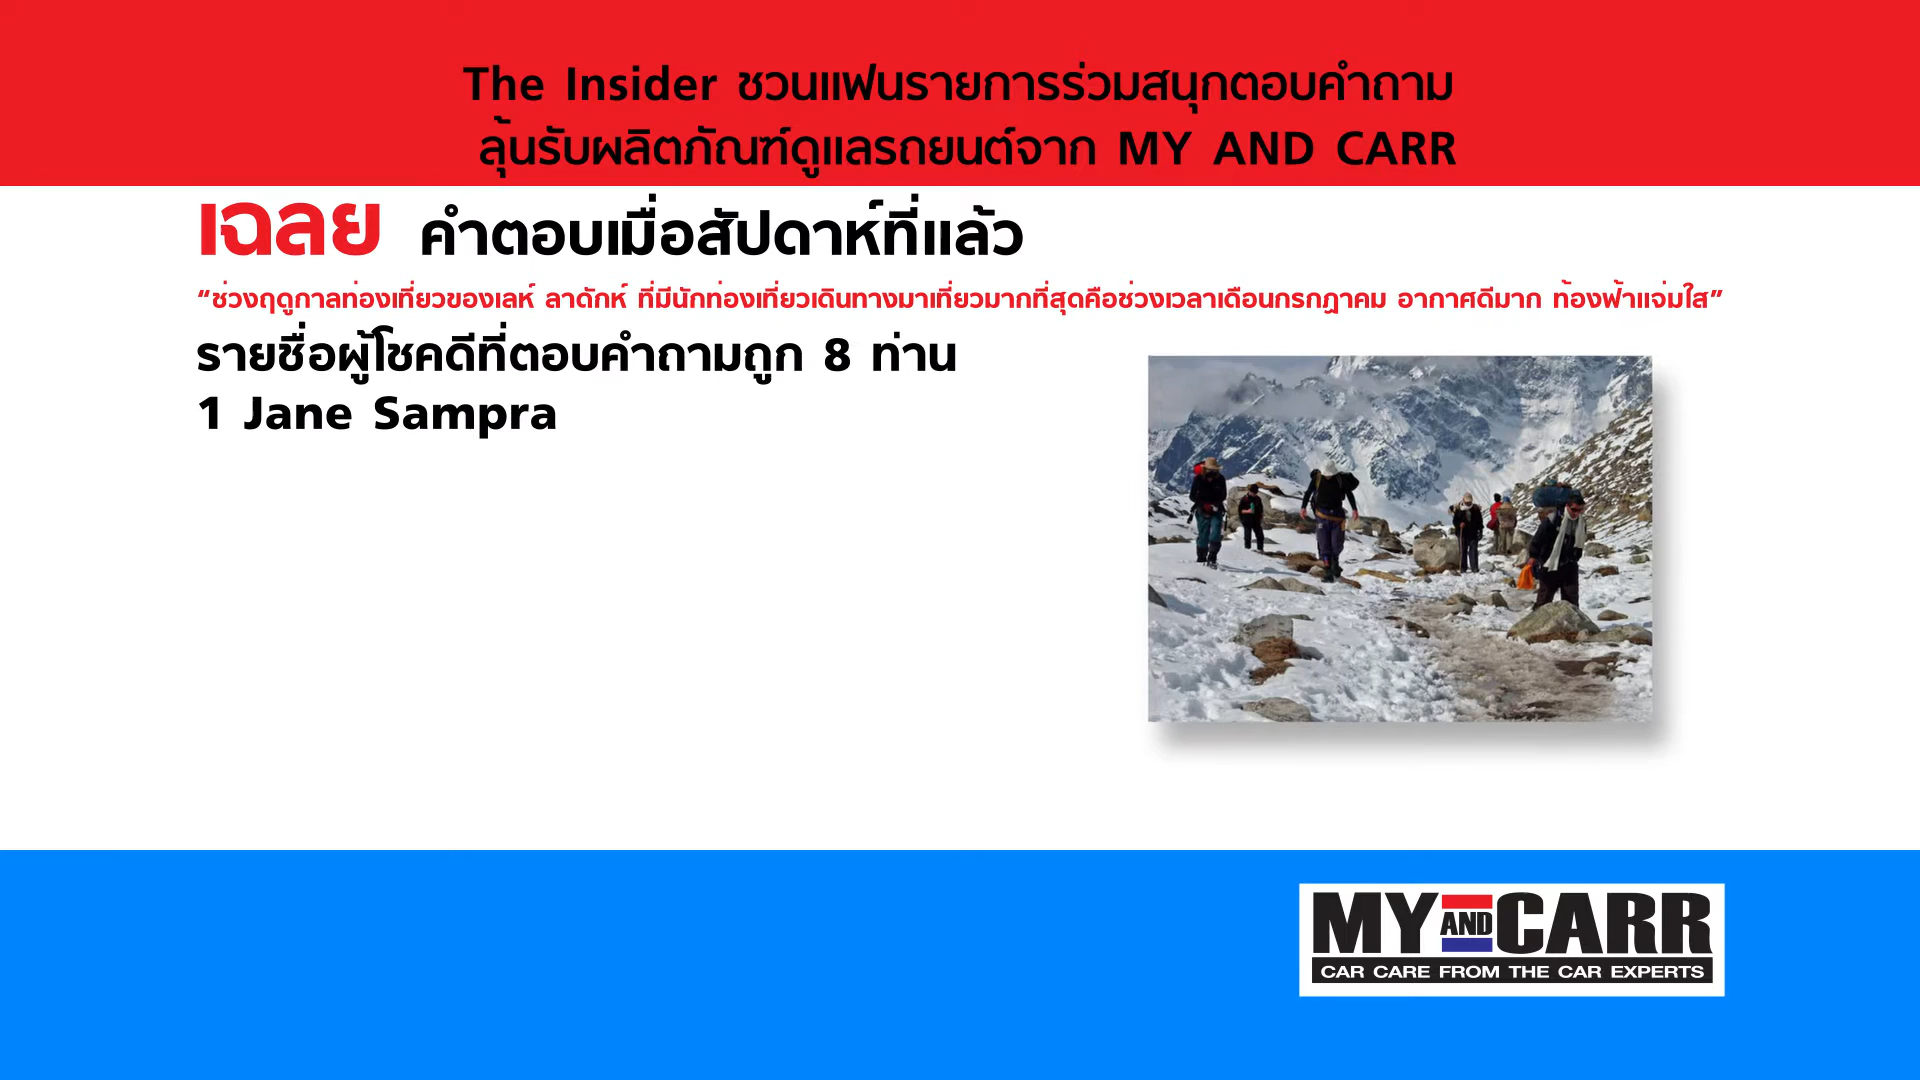 The Insider ชวนแฟนรายการร่วมสนุกตอบคำถาม
ลุ้นรับผลิตภัณฑ์ดูแลรถยนต์จาก MY AND CARR
เฉลย คำตอบเมื่อสัปดาห์ที่แล้ว
“ช่วงฤดูกาลท่องเที่ยวของเลห์ ลาดักห์ ที่มีนักท่องเที่ยวเดินทางมาเที่ยวมากที่สุดคือช่วงเวลาเดือนกรกฎาคม อากาศดีมาก ท้องฟ้าแจ่มใส”
รายชื่อผู้โชคดีที่ตอบคำถามถูก 8 ท่าน
1 Jane Sampra
MY AND CARR
CAR CARE FROM THE CAR EXPERTS